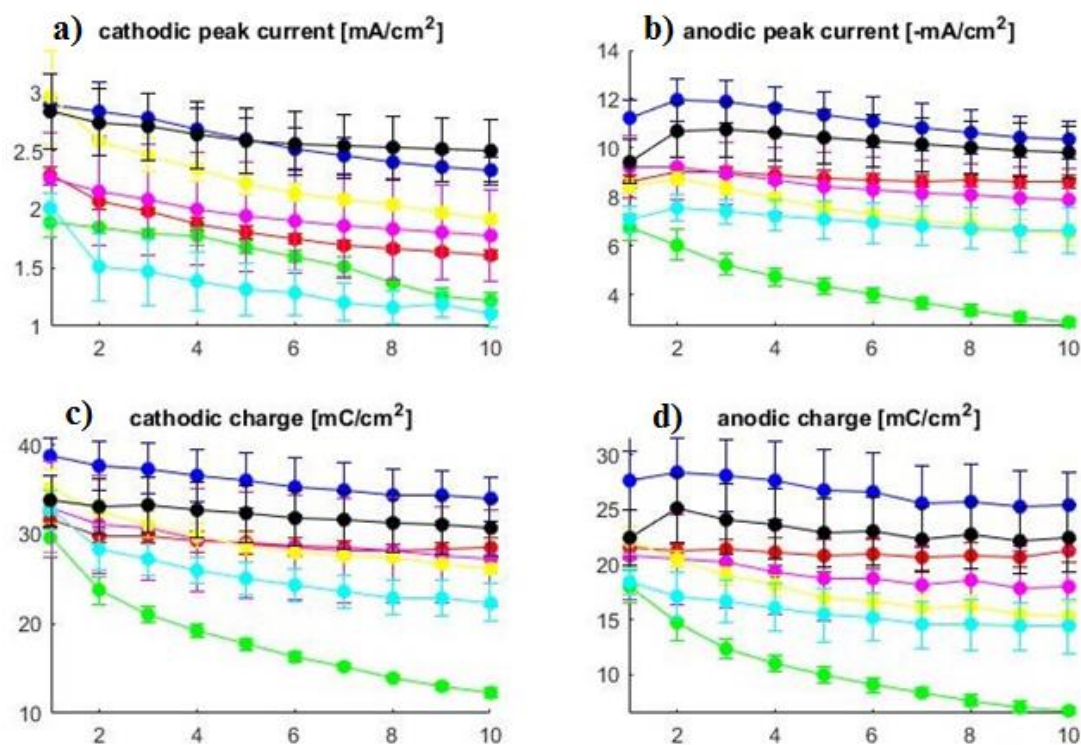 a) cathodic peak current [mA/cm²]
3
2.5
2
1.5
1
2 4 6 8 10
b) anodic peak current [-mA/cm²]
14
12
10
8
6
4
2 4 6 8 10
c) cathodic charge [mC/cm²]
40
30
20
10
2 4 6 8 10
d) anodic charge [mC/cm²]
30
25
20
15
10
2 4 6 8 10